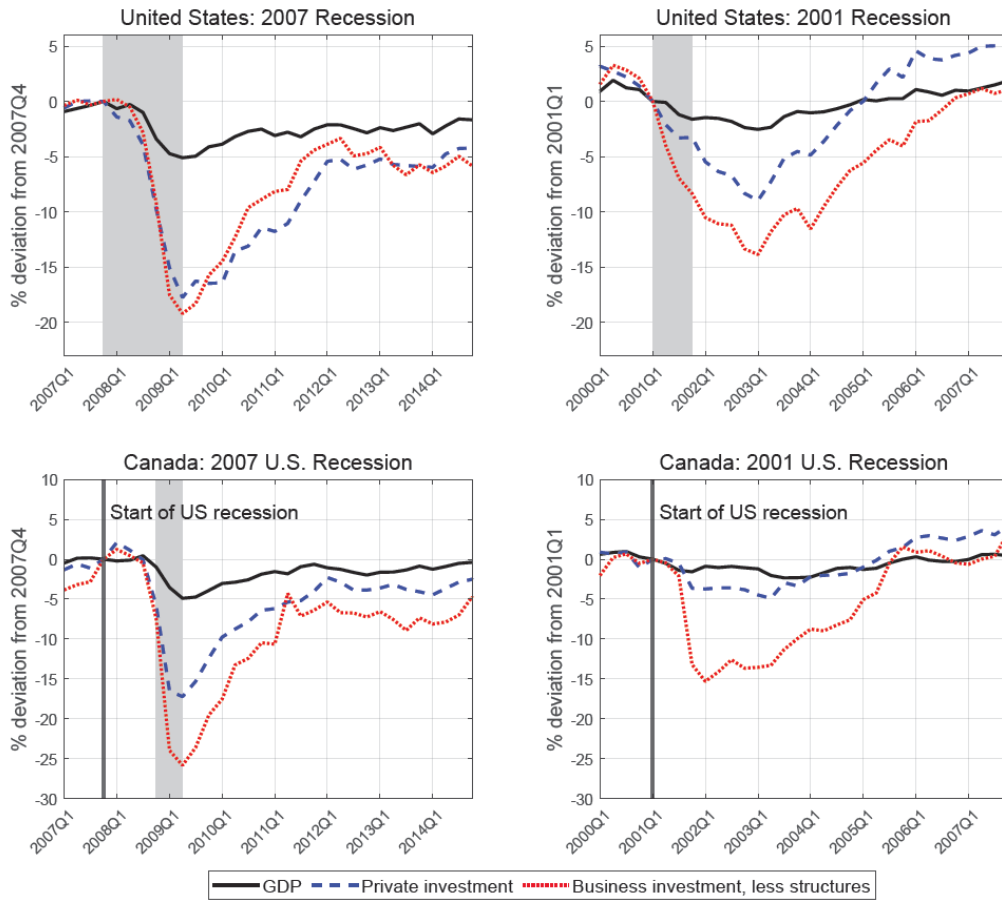 United States: 2007 Recession
% deviation from 2007Q4
5
0
-5
-10
-15
-20
2007Q1
2008Q1
2009Q1
2010Q1
2011Q1
2012Q1
2013Q1
2014Q1
United States: 2001 Recession
% deviation from 2001Q1
5
0
-5
-10
-15
-20
2000Q1
2001Q1
2002Q1
2003Q1
2004Q1
2005Q1
2006Q1
2007Q1
Canada: 2007 U.S. Recession
% deviation from 2007Q4
10
5
0
-5
-10
-15
-20
-25
-30
Start of US recession
2007Q1
2008Q1
2009Q1
2010Q1
2011Q1
2012Q1
2013Q1
2014Q1
Canada: 2001 U.S. Recession
% deviation from 2001Q1
10
5
0
-5
-10
-15
-20
-25
-30
Start of US recession
2000Q1
2001Q1
2002Q1
2003Q1
2004Q1
2005Q1
2006Q1
2007Q1
GDP Private investment Business investment, less structures